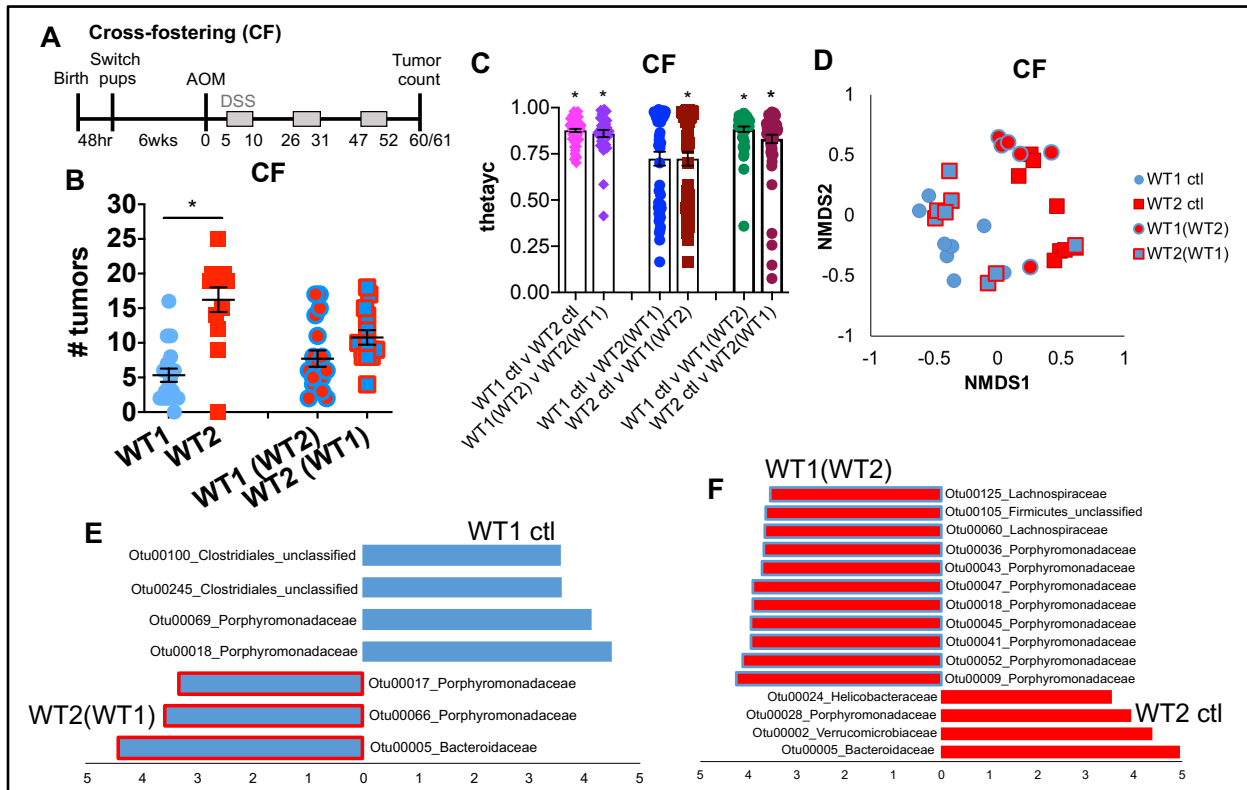 A
Cross-fostering (CF)
Switch
Birth pups AOM
Tumor
count
DSS
48hr 6wks 0 5 10 26 31 47 52 60/61
B
CF
# tumors
30
25
20
15
10
5
0
*
WT1
WT2
WT1 (WT2)
WT2 (WT1)
C
CF
thetayc
1.00
0.75
0.50
0.25
0.00
* * * * *
WT1 ctl v WT2 ctl
WT1(WT2) v WT2(WT1)
WT1 ctl v WT2(WT1)
WT2 ctl v WT1(WT2)
WT1 ctl v WT1(WT2)
WT2 ctl v WT2(WT1)
D
CF
NMDS2
1
0.5
0
-0.5
-1
-1 -0.5 0 0.5 1
NMDS1
WT1 ctl
WT2 ctl
WT1(WT2)
WT2(WT1)
E
WT1 ctl
Otu00100_Clostridiales_unclassified
Otu00245_Clostridiales_unclassified
Otu00069_Porphyromonadaceae
Otu00018_Porphyromonadaceae
Otu00017_Porphyromonadaceae
WT2(WT1)
Otu00066_Porphyromonadaceae
Otu00005_Bacteroidaceae
5 4 3 2 1 0 1 2 3 4 5
F
WT1(WT2)
Otu00125_Lachnospiraceae
Otu00105_Firmicutes_unclassified
Otu00060_Lachnospiraceae
Otu00036_Porphyromonadaceae
Otu00043_Porphyromonadaceae
Otu00047_Porphyromonadaceae
Otu00018_Porphyromonadaceae
Otu00045_Porphyromonadaceae
Otu00041_Porphyromonadaceae
Otu00052_Porphyromonadaceae
Otu00009_Porphyromonadaceae
Otu00024_Helicobacteraceae
Otu00028_Porphyromonadaceae
WT2 ctl
Otu00002_Verrucomicrobiaceae
Otu00005_Bacteroidaceae
5 4 3 2 1 0 1 2 3 4 5